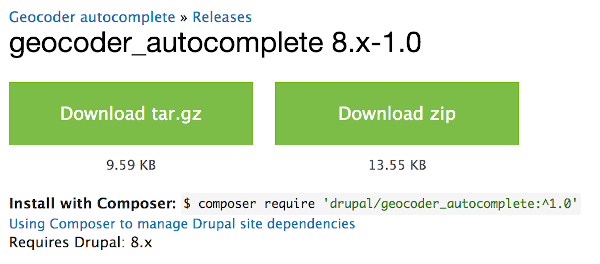 Geocoder autocomplete » Releases
geocoder_autocomplete 8.x-1.0
Download tar.gz Download zip
9.59 KB 13.55 KB
Install with Composer: $ composer require 'drupal/geocoder_autocomplete:^1.0'
Using Composer to manage Drupal site dependencies
Requires Drupal: 8.x